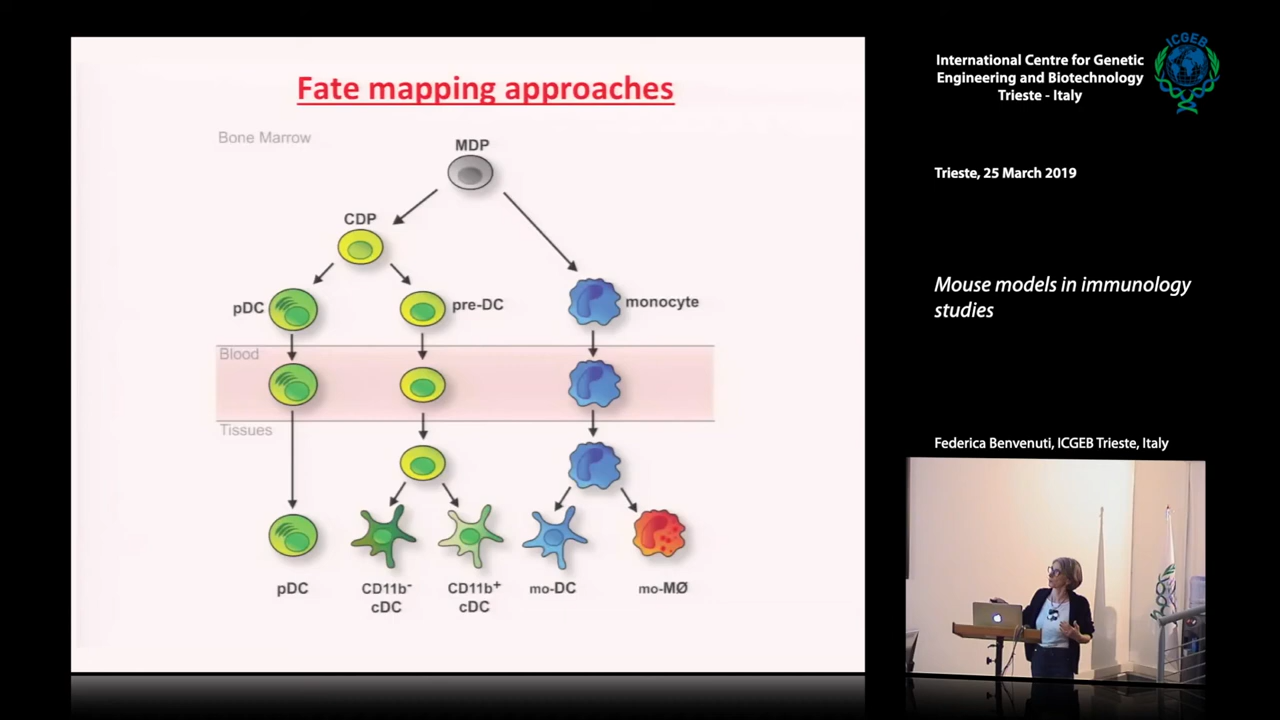 Fate mapping approaches
Bone Marrow
MDP
CDP
pDC
pre-DC
monocyte
Blood
Tissues
pDC
CD11b-
cDC
CD11b+
cDC
mo-DC
mo-MØ
International Centre for Genetic
Engineering and Biotechnology
Trieste - Italy
ICGEB
Trieste, 25 March 2019
Mouse models in immunology
studies
Federica Benvenuti, ICGEB Trieste, Italy